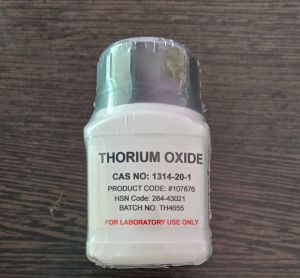 THORIUM OXIDE
CAS NO: 1314-20-1
PRODUCT CODE: #107876
HSN Code: 284-43021
BATCH NO: TH4655
FOR LABORATORY USE ONLY